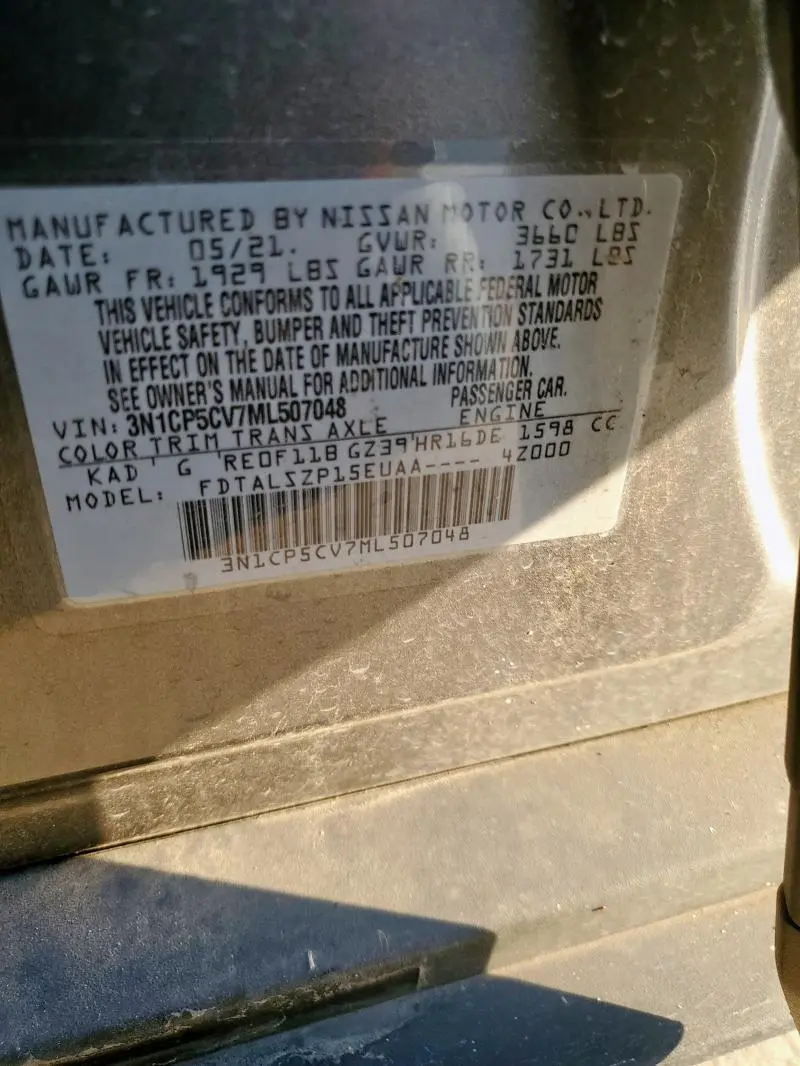 MANUFACTURED BY NISSAN MOTOR CO., LTD.
DATE: 05/21. GVWR: 3660 LBS
GAWR FR: 1929 LBS GAWR RR: 1731 LBS
THIS VEHICLE CONFORMS TO ALL APPLICABLE FEDERAL MOTOR
VEHICLE SAFETY, BUMPER AND THEFT PREVENTION STANDARDS
IN EFFECT ON THE DATE OF MANUFACTURE SHOWN ABOVE.
SEE OWNER'S MANUAL FOR ADDITIONAL INFORMATION.
VIN: 3N1CP5CV7ML507048 PASSENGER CAR.
COLOR TRIM TRANS AXLE ENGINE
KAD G RE0F11B GZ39 HR16DE 1598 CC
MODEL: FDTALSZP15EUAA---- 4Z000
3N1CP5CV7ML507048